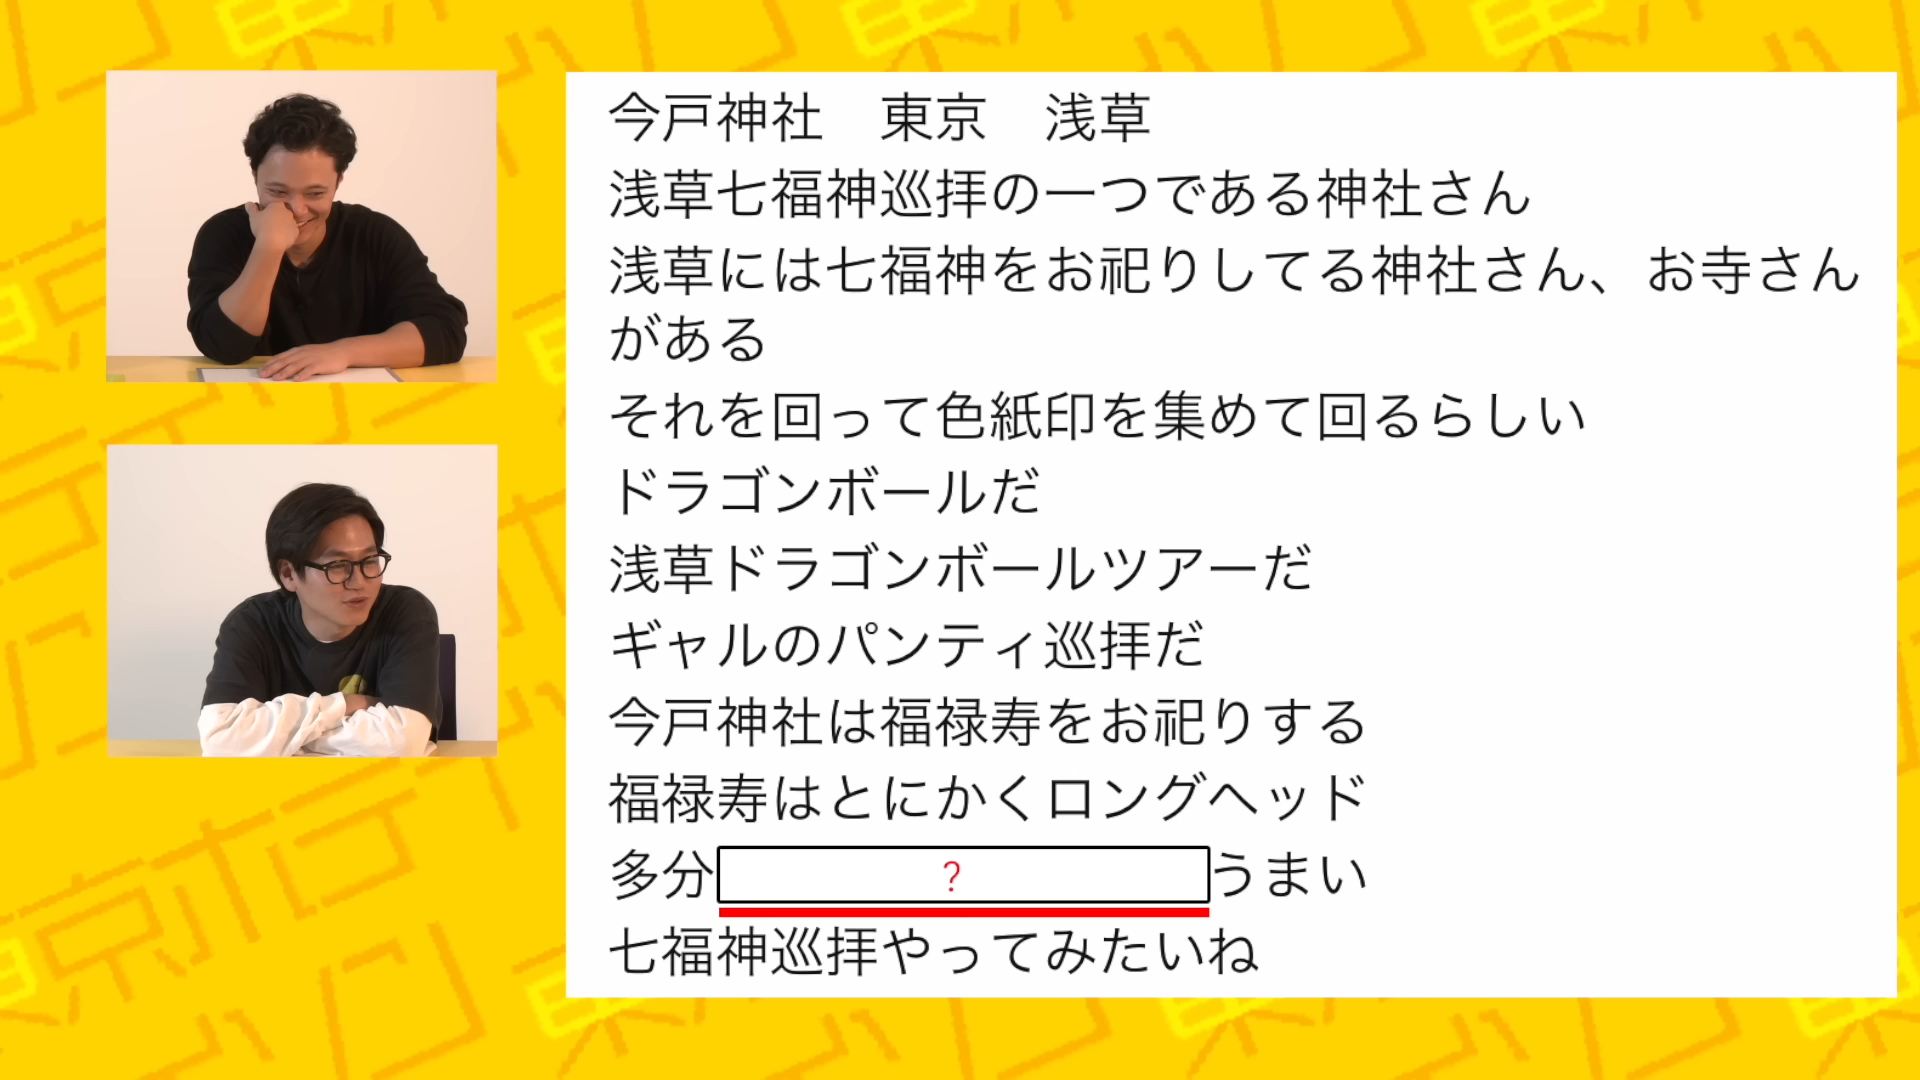 今戸神社　東京　浅草
浅草七福神巡拝の一つである神社さん
浅草には七福神をお祀りしてる神社さん、お寺さん
がある
それを回って色紙印を集めて回るらしい
ドラゴンボールだ
浅草ドラゴンボールツアーだ
ギャルのパンティ巡拝だ
今戸神社は福禄寿をお祀りする
福禄寿はとにかくロングヘッド
多分 ? うまい
七福神巡拝やってみたいね